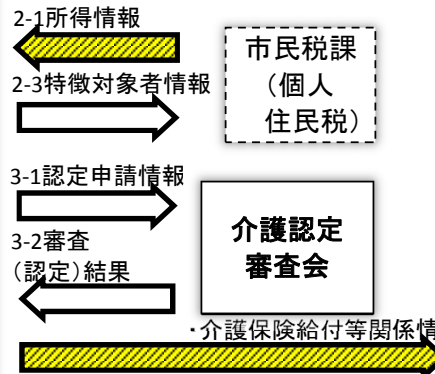 2-1所得情報
市民税課
（個人
住民税）
2-3特徴対象者情報
3-1認定申請情報
介護認定
審査会
3-2審査
（認定）結果
・介護保険給付等関係情